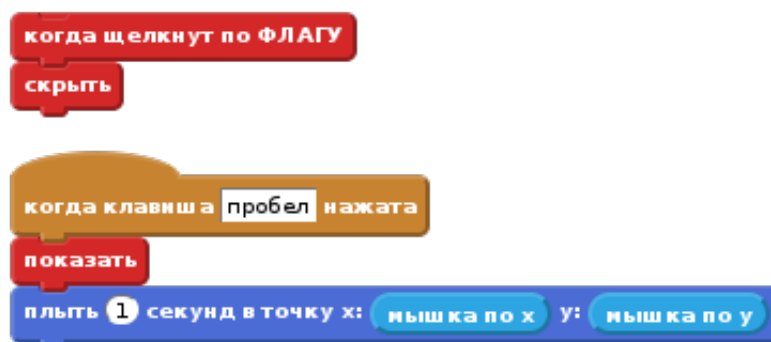 когда щелкнут по ФЛАГУ
скрыть
когда клавиша пробел нажата
показать
плыть 1 секунд в точку x: мышка по x y: мышка по y